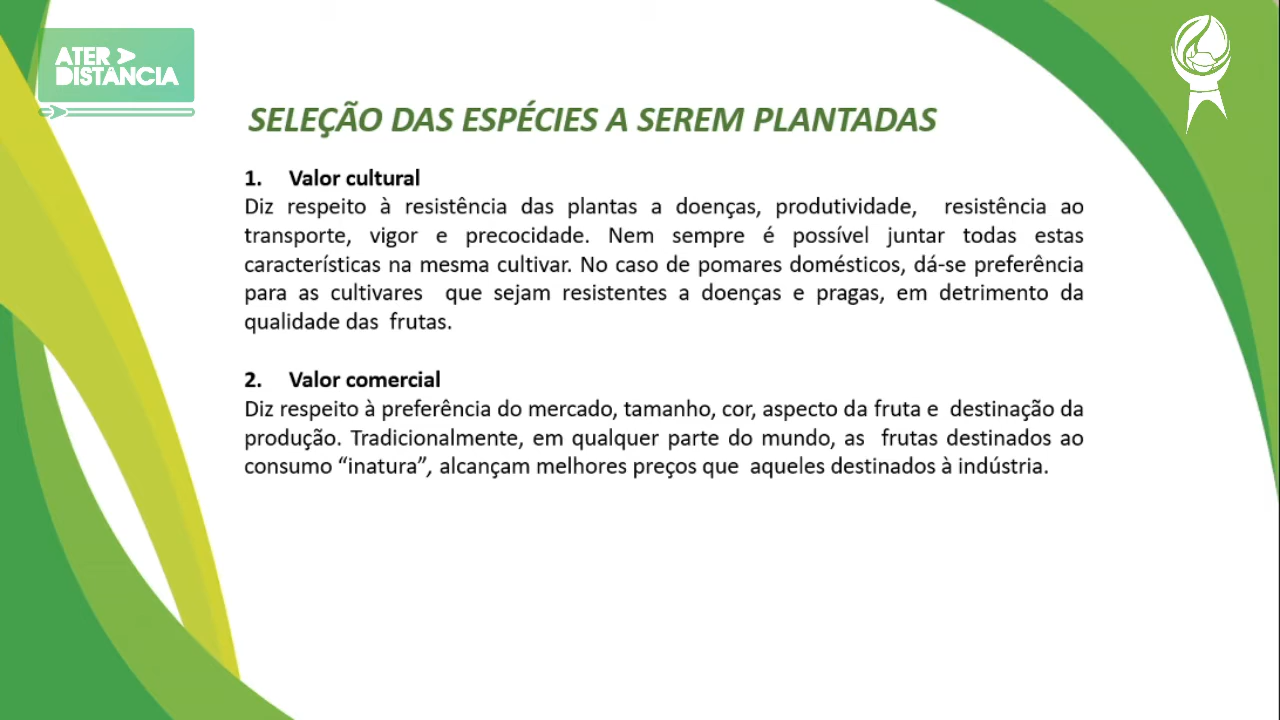 ATER
DISTÂNCIA
SELEÇÃO DAS ESPÉCIES A SEREM PLANTADAS
1. Valor cultural
Diz respeito à resistência das plantas a doenças, produtividade, resistência ao
transporte, vigor e precocidade. Nem sempre é possível juntar todas estas
características na mesma cultivar. No caso de pomares domésticos, dá-se preferência
para as cultivares que sejam resistentes a doenças e pragas, em detrimento da
qualidade das frutas.
2. Valor comercial
Diz respeito à preferência do mercado, tamanho, cor, aspecto da fruta e destinação da
produção. Tradicionalmente, em qualquer parte do mundo, as frutas destinados ao
consumo “inatura”, alcançam melhores preços que aqueles destinados à indústria.